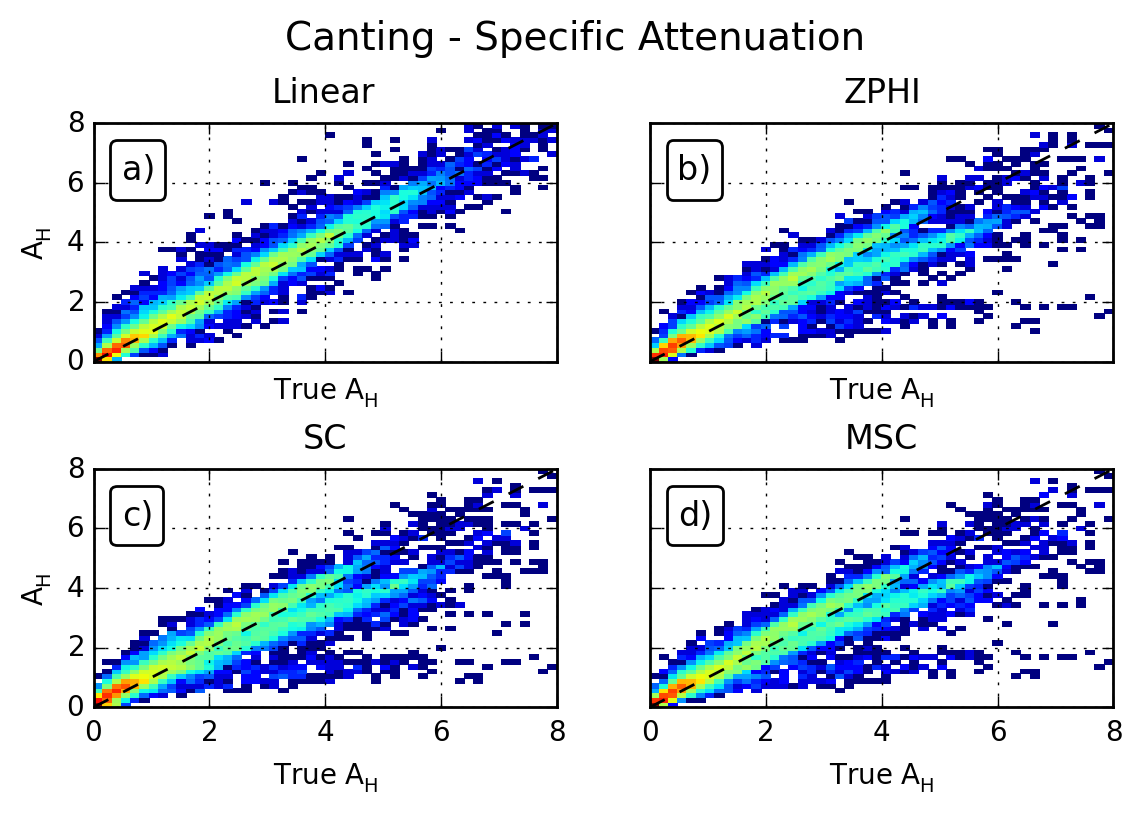 Canting - Specific Attenuation
Linear
ZPHI
8
6
4
2
0
A_H
a)
b)
True A_H
True A_H
SC
MSC
8
6
4
2
0
A_H
c)
d)
0 2 4 6 8
0 2 4 6 8
True A_H
True A_H